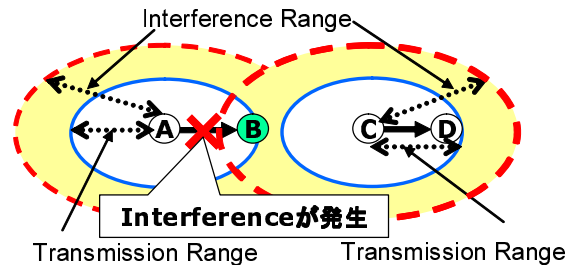 Interference Range
A
B
C
D
Interferenceが発生
Transmission Range
Transmission Range